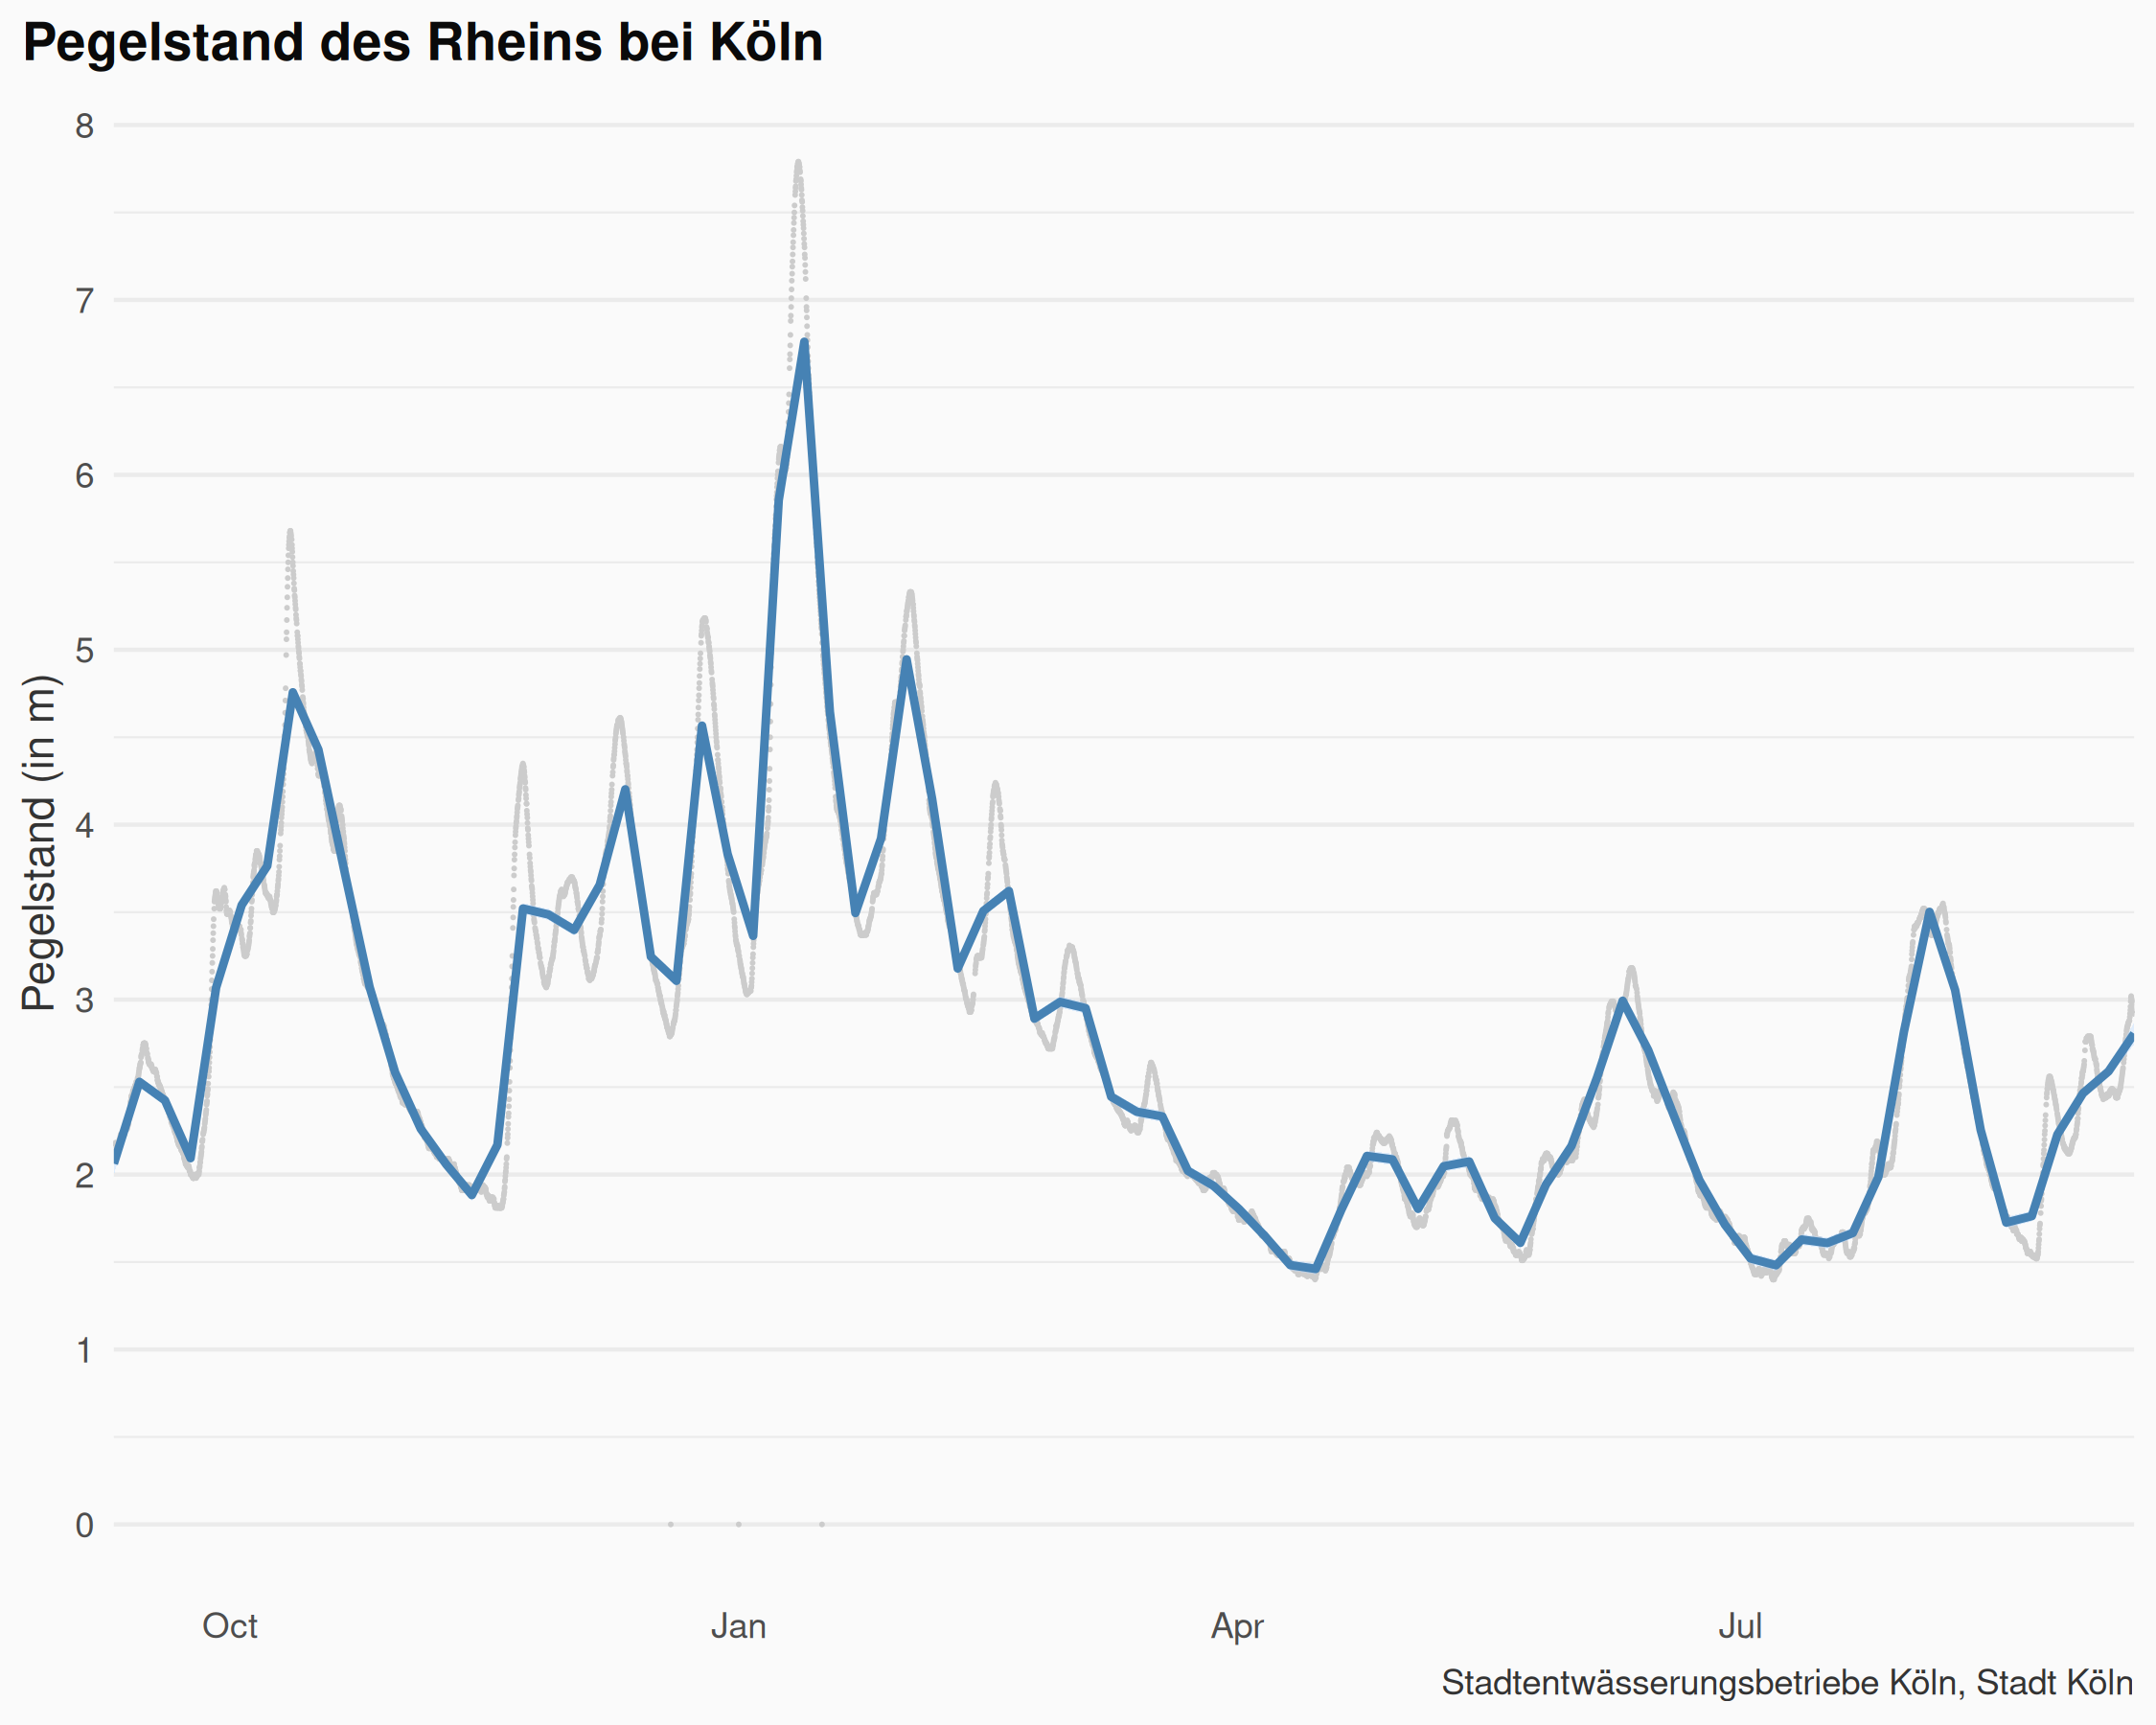 Pegelstand des Rheins bei Köln
Pegelstand (in m)
8
7
6
5
4
3
2
1
0
Oct Jan Apr Jul
Stadtentwässerungsbetriebe Köln, Stadt Köln